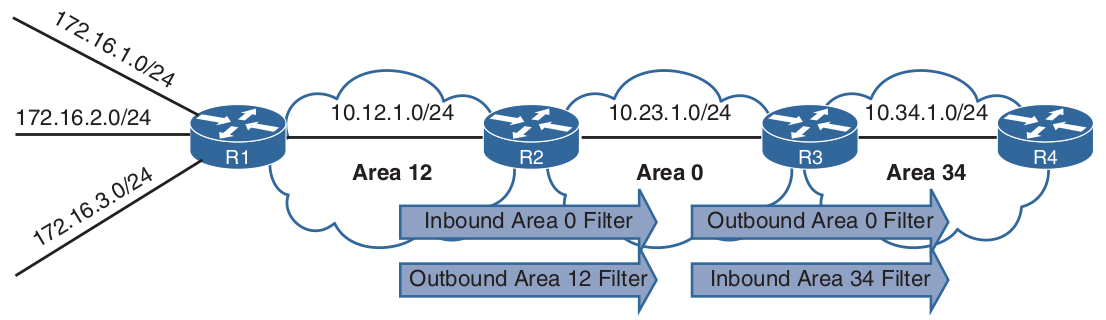 172.16.1.0/24
172.16.2.0/24
172.16.3.0/24
R1
10.12.1.0/24
Area 12
R2
10.23.1.0/24
Area 0
R3
10.34.1.0/24
Area 34
R4
Inbound Area 0 Filter
Outbound Area 0 Filter
Outbound Area 12 Filter
Inbound Area 34 Filter